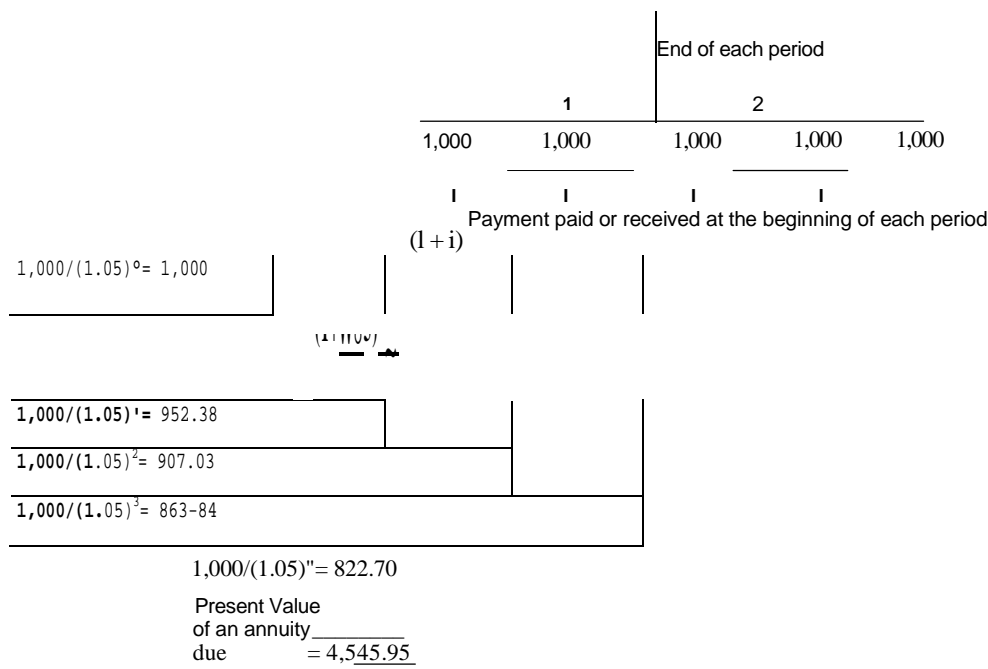 End of each period
1 2
1,000 1,000 1,000 1,000 1,000
I I I I
Payment paid or received at the beginning of each period
(l + i)
1,000/(1.05)º= 1,000
1,000/(1.05)'= 952.38
1,000/(1.05)²= 907.03
1,000/(1.05)³= 863-84
1,000/(1.05)"= 822.70
Present Value
of an annuity
due = 4,545.95